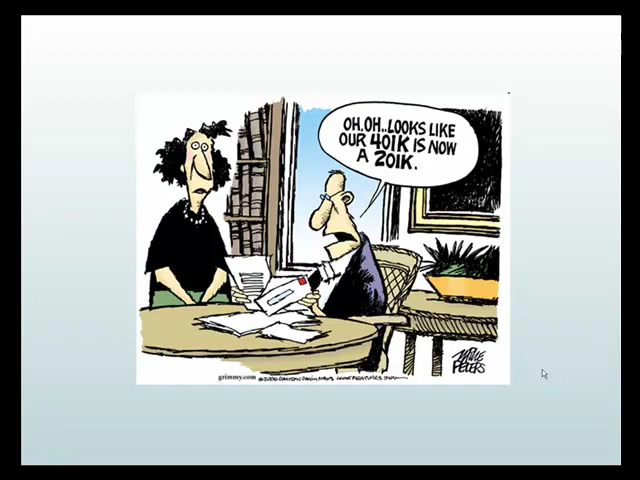 OH, OH..LOOKS LIKE
OUR 401K IS NOW
A 201K.
MIKE
PETERS
grimmy.com